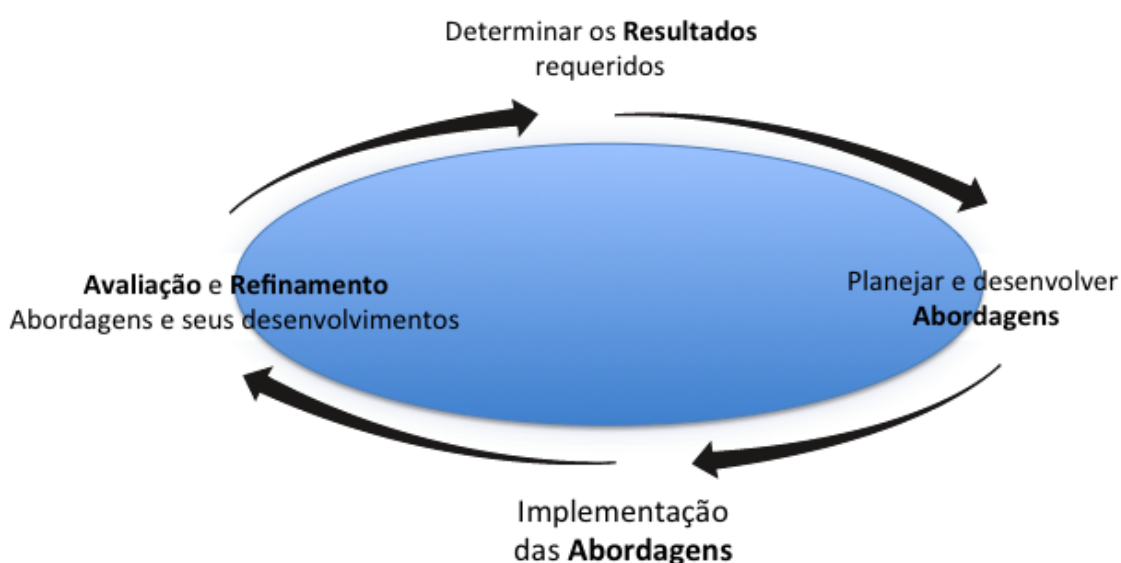 Determinar os Resultados
requeridos
Avaliação e Refinamento
Abordagens e seus desenvolvimentos
Planejar e desenvolver
Abordagens
Implementação
das Abordagens